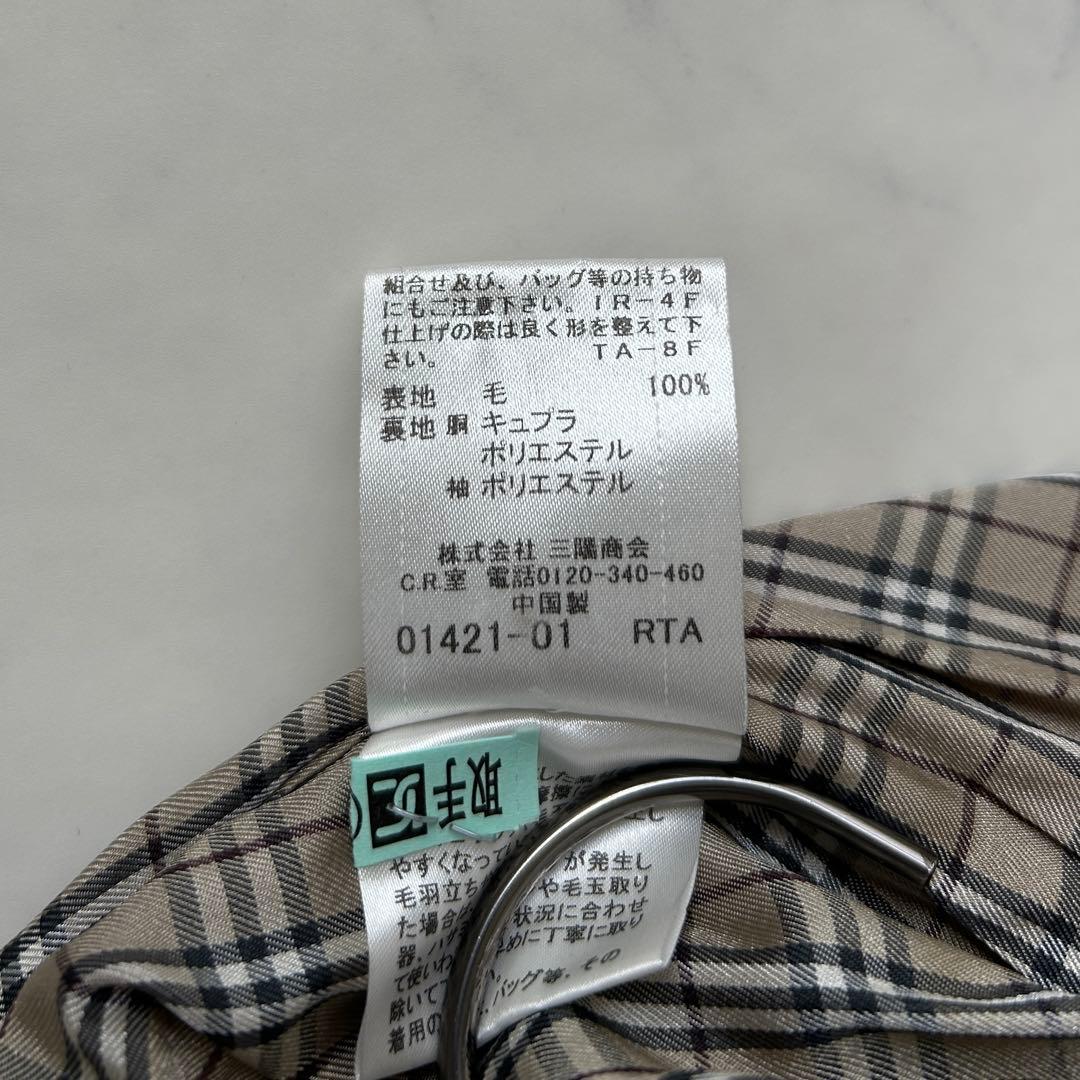 組合せ及び、バッグ等の持ち物
にもご注意下さい。IR-4F
仕上げの際は良く形を整えて下
さい。 TA-8F
表地 毛 100%
裏地 胴 キュプラ
ポリエステル
袖 ポリエステル
株式会社 三陽商会
C.R.室 電話0120-340-460
中国製
01421-01 RTA
取手
した
やすくなってい が発生し
毛羽立ち や毛玉取り
た場合 状況に合わせ
器、 めに丁寧に取り
て使い
除いて バッグ等、その
着用の